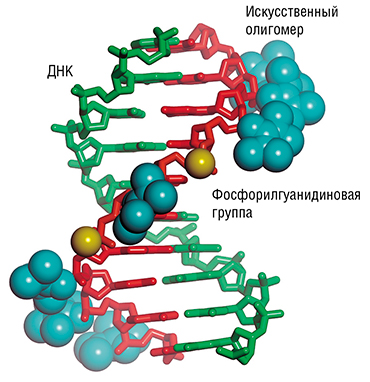 Искусственный
олигомер
ДНК
Фосфорилгуанидиновая
группа